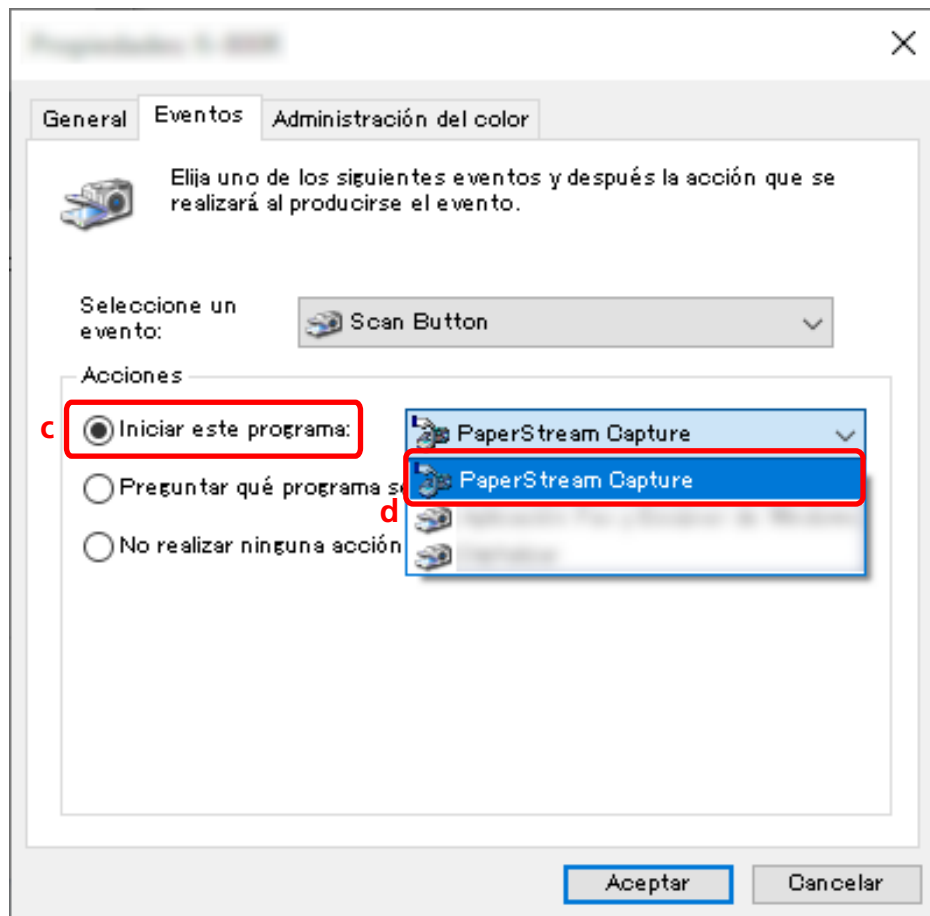 General
Eventos
Administración del color
Elija uno de los siguientes eventos y después la acción que se
realizará al producirse el evento.
Seleccione un
evento:
Scan Button
Acciones
c
Iniciar este programa:
PaperStream Capture
PaperStream Capture
Preguntar qué programa
d
No realizar ninguna acción
Aceptar
Cancelar